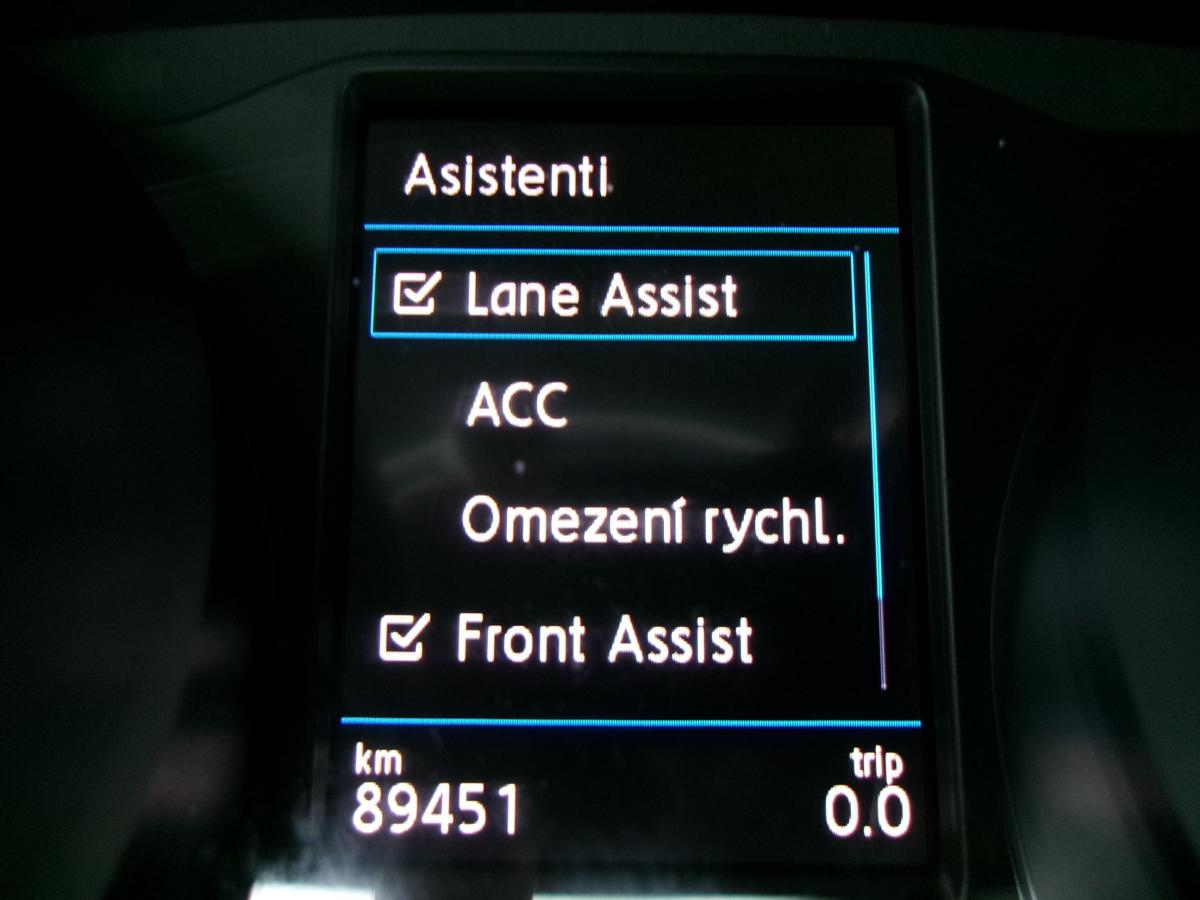 Asistenti
Lane Assist
ACC
Omezení rychl.
Front Assist
km trip
89451 0.0